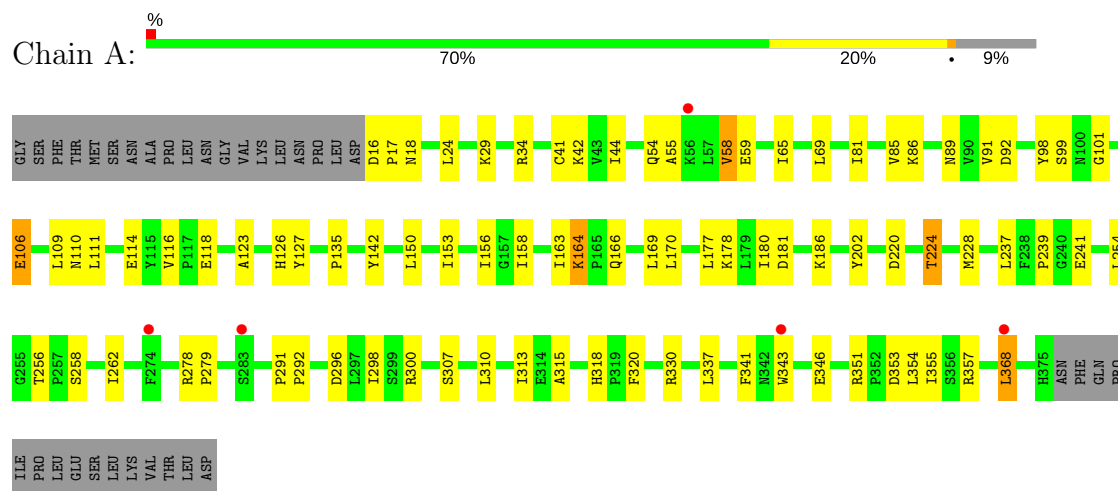 %
Chain A:
70% 20% • 9%
GLY SER PHE THR MET SER ASN ALA PRO LEU ASN GLY VAL LYS LEU ASN PRO LEU ASP D16 P17 N18 L24 K29 R34 C41 K42 V43 I44 Q54 A55 K56 L57 V58 E59 I65 L69 I81 V85 K86 N89 V90 V91 D92 Y98 S99 N100 G101
E106 L109 N110 L111 E114 Y115 V116 P117 E118 A123 H126 Y127 P135 Y142 L150 I153 I156 G157 I158 I163 K164 P165 Q166 L169 L170 L177 K178 L179 I180 D181 K186 Y202 D220 T224 M228 L237 F238 P239 G240 E241 L254
G255 T256 P257 S258 I262 F274 S283 R278 P279 P291 P292 D296 L297 I298 S299 R300 S307 L310 I313 E314 A315 H318 P319 F320 R330 L337 F341 N342 W343 E346 R351 P352 D353 L354 I355 S356 R357 L368 H375 ASN PHE GLN PRO
ILE PRO LEU GLU SER LEU LYS VAL THR LEU ASP